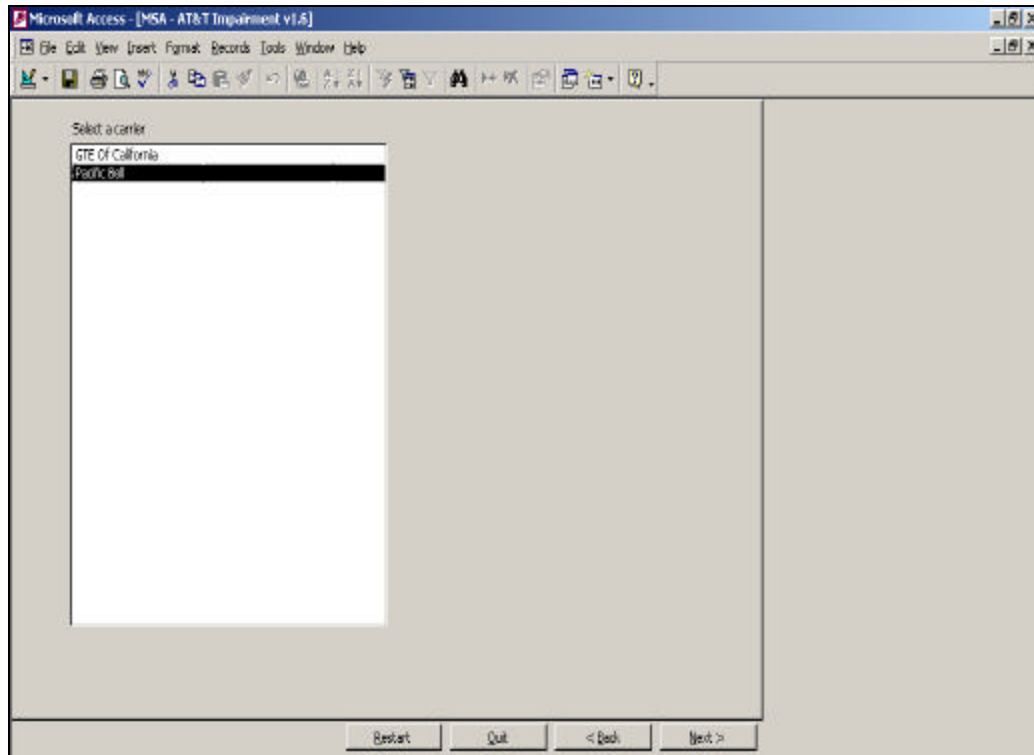 Microsoft Access - [MSA - AT&T Impairment v1.6]
File Edit View Insert Format Records Tools Window Help
Select a carrier
GTE Of California
Pacific Bell
Restart Quit < Back Next >